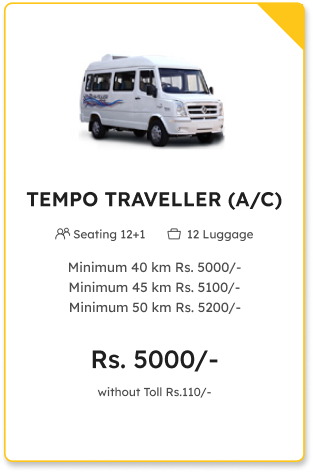 TEMPO TRAVELLER (A/C)
Seating 12+1 12 Luggage
Minimum 40 km Rs. 5000/-
Minimum 45 km Rs. 5100/-
Minimum 50 km Rs. 5200/-
Rs. 5000/-
without Toll Rs.110/-